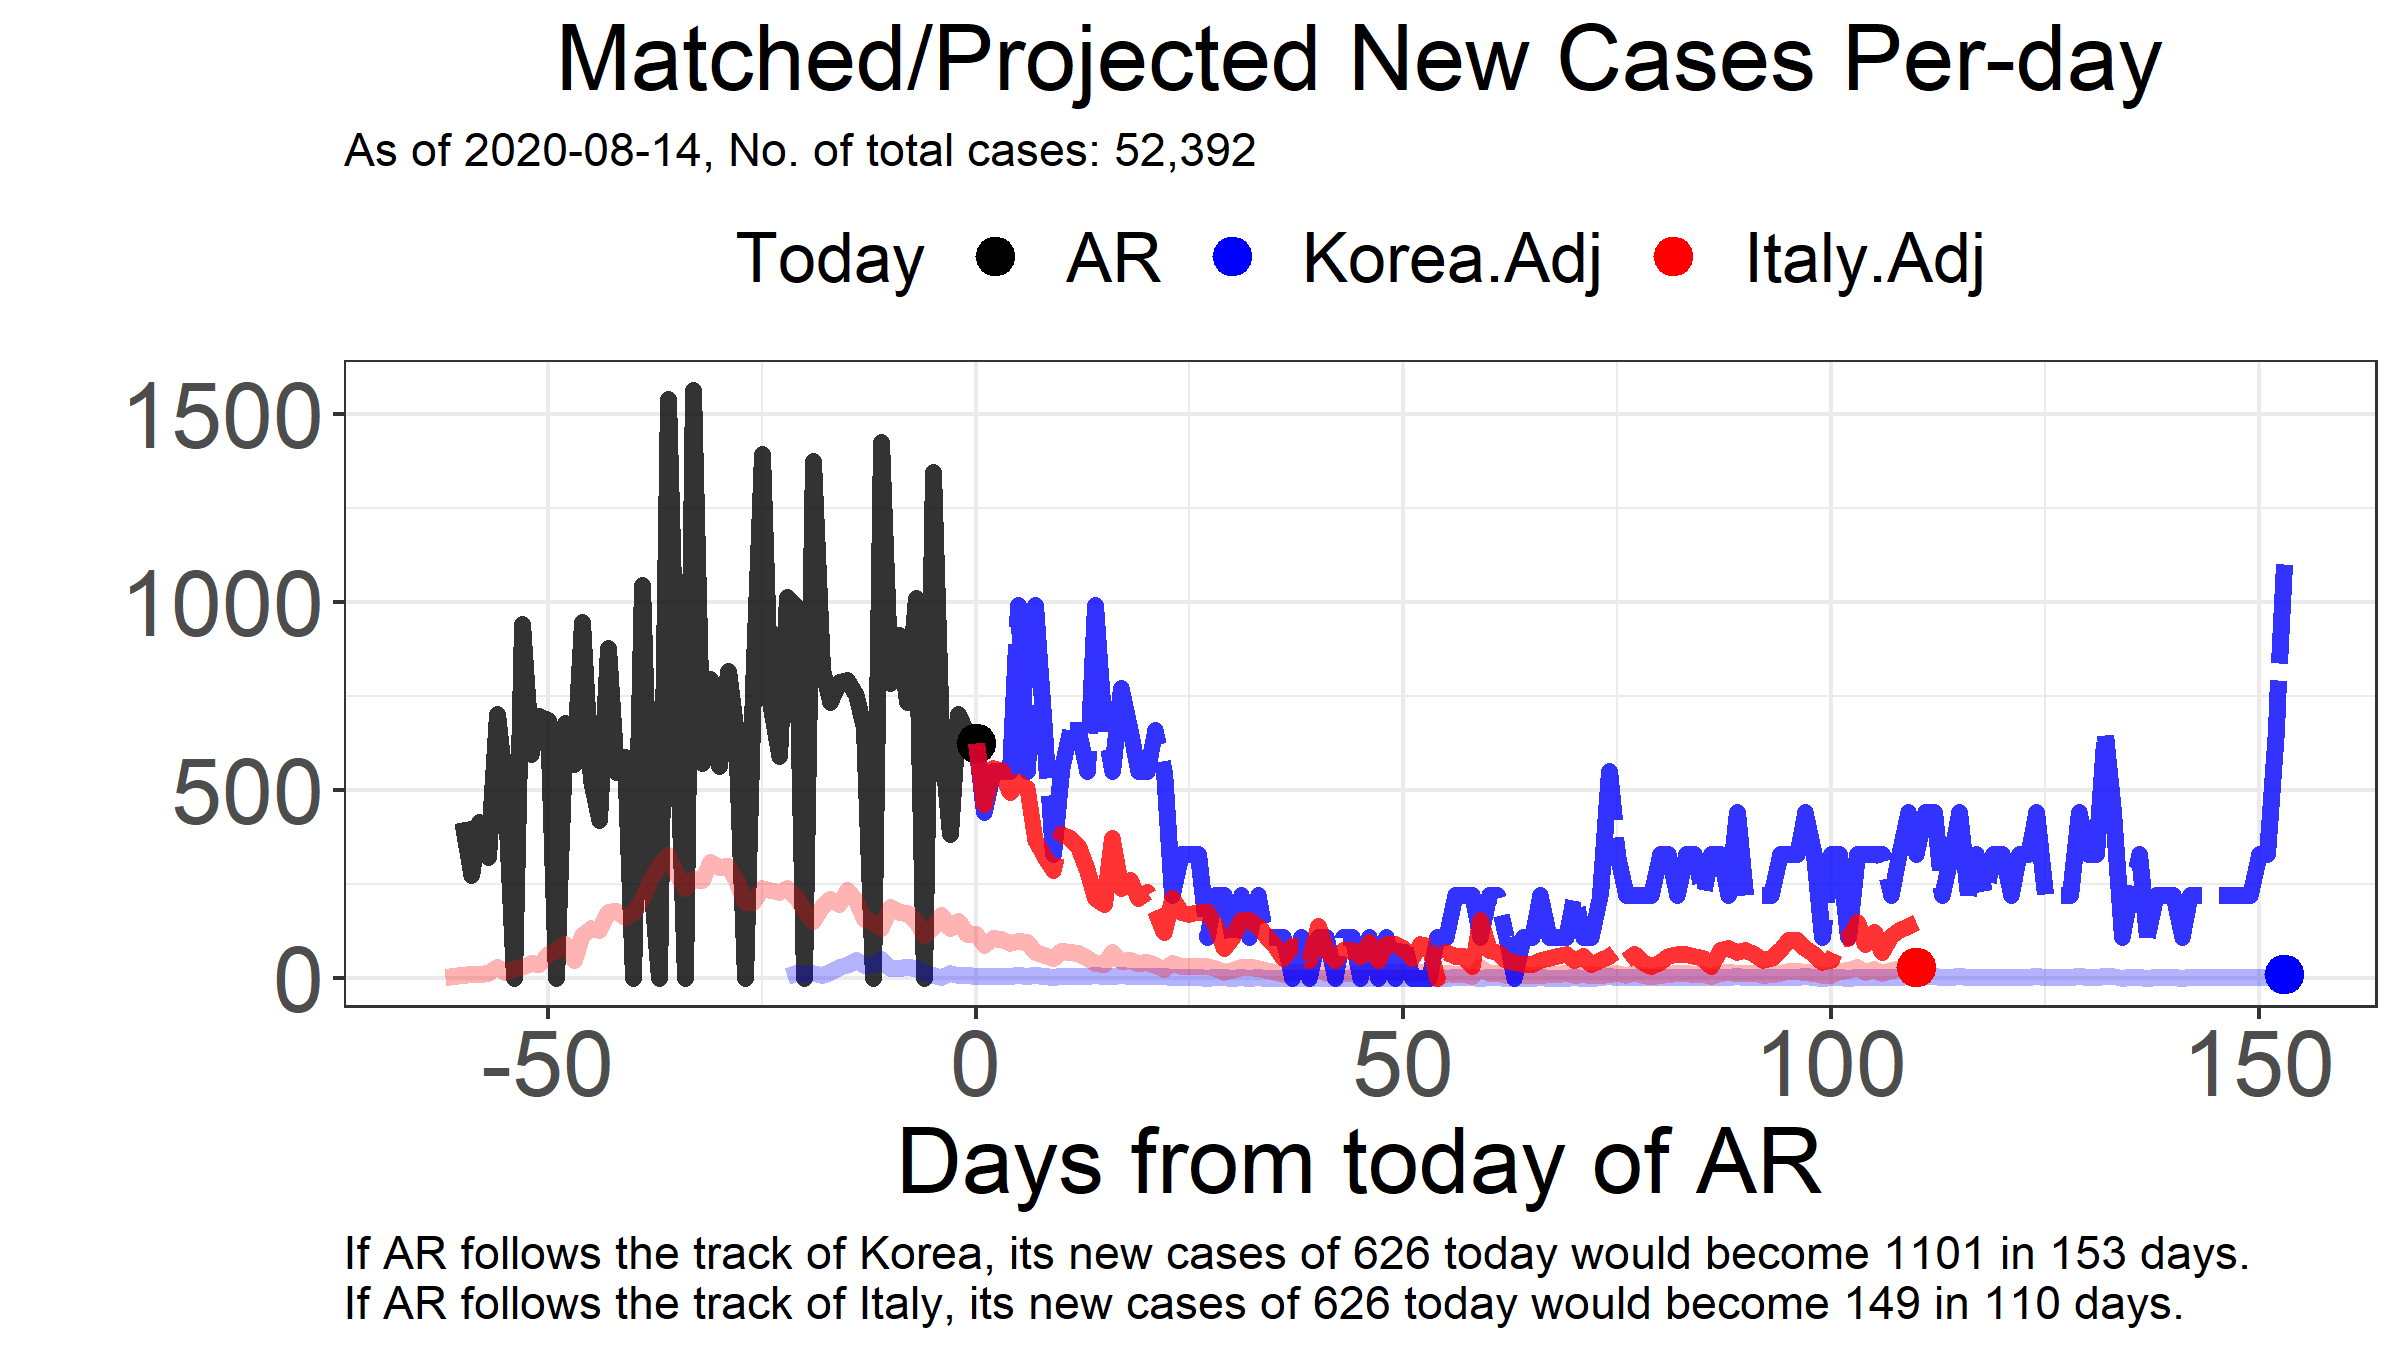 Matched/Projected New Cases Per-day
As of 2020-08-14, No. of total cases: 52,392
Today AR Korea.Adj Italy.Adj
1500
1000
500
0
-50 0 50 100 150
Days from today of AR
If AR follows the track of Korea, its new cases of 626 today would become 1101 in 153 days.
If AR follows the track of Italy, its new cases of 626 today would become 149 in 110 days.